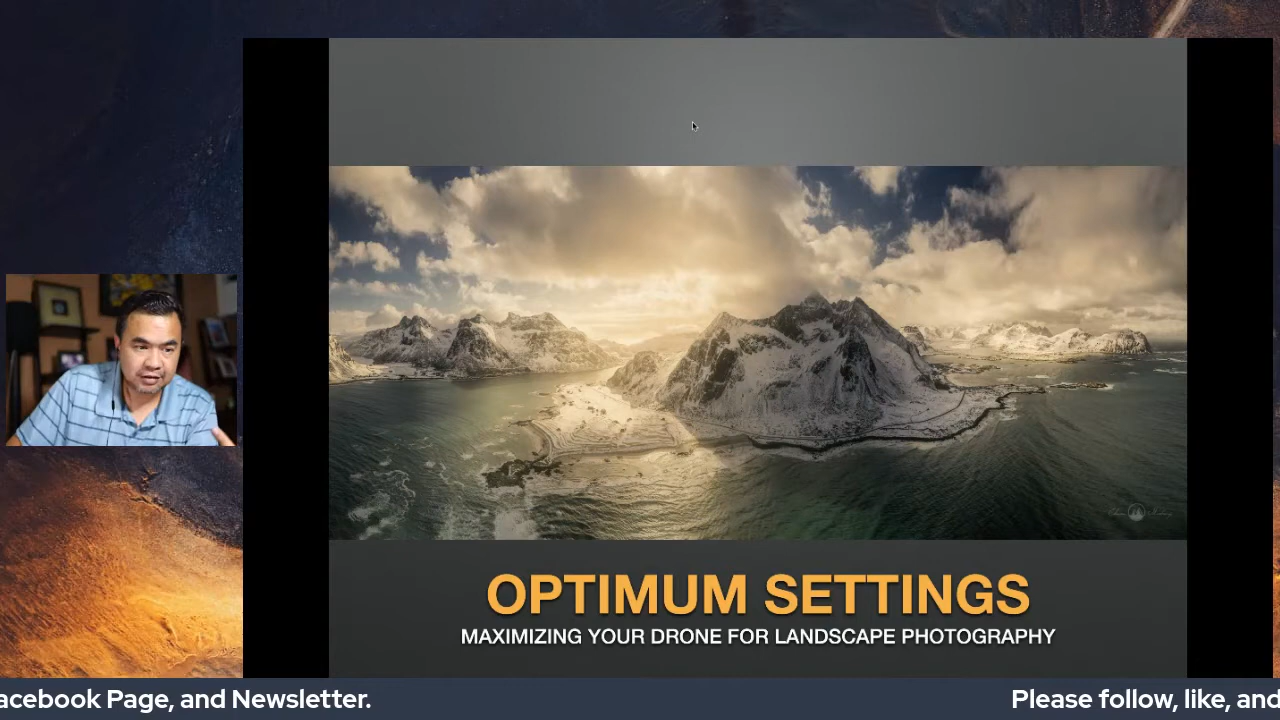 OPTIMUM SETTINGS
MAXIMIZING YOUR DRONE FOR LANDSCAPE PHOTOGRAPHY
acebook Page, and Newsletter.
Please follow, like, and